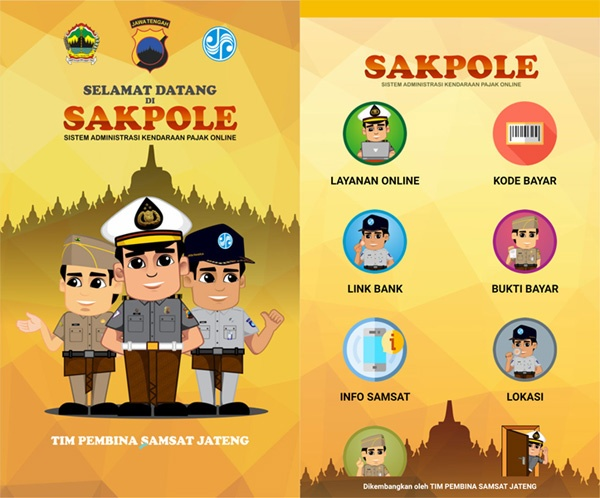 JAWA TENGAH
SELAMAT DATANG
DI
SAKPOLE
SISTEM ADMINISTRASI KENDARAAN PAJAK ONLINE
TIM PEMBINA SAMSAT JATENG
SAKPOLE
SISTEM ADMINISTRASI KENDARAAN PAJAK ONLINE
LAYANAN ONLINE
KODE BAYAR
LINK BANK
BUKTI BAYAR
INFO SAMSAT
LOKASI
Dikembangkan oleh TIM PEMBINA SAMSAT JATENG